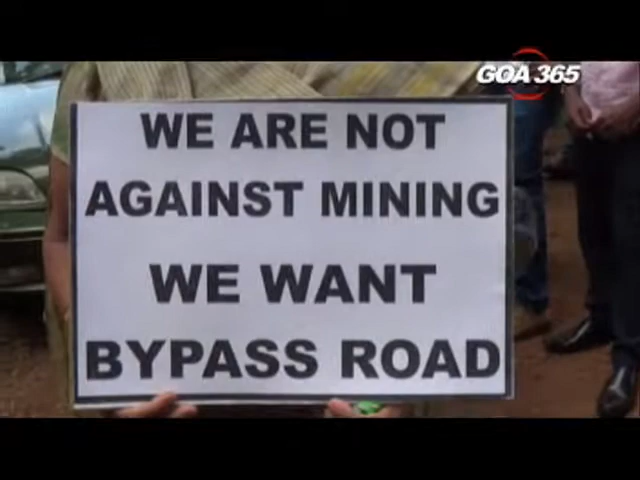 GOA 365
WE ARE NOT
AGAINST MINING
WE WANT
BYPASS ROAD